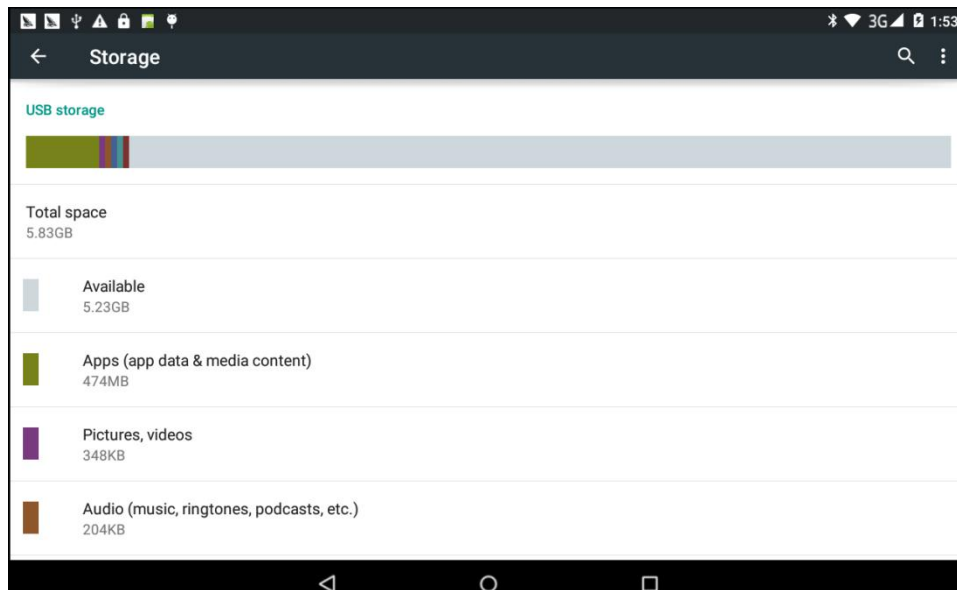 3G 1:53
Storage
USB storage
Total space
5.83GB
Available
5.23GB
Apps (app data & media content)
474MB
Pictures, videos
348KB
Audio (music, ringtones, podcasts, etc.)
204KB